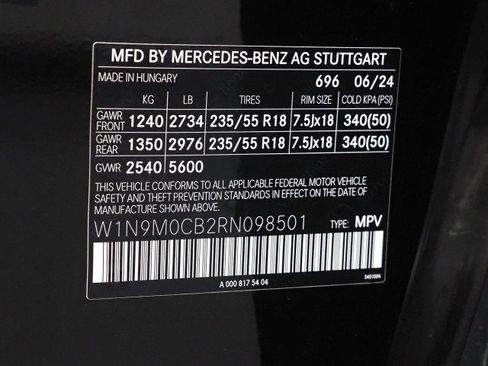 MFD BY MERCEDES-BENZ AG STUTTGART
MADE IN HUNGARY 696 06/24
KG LB TIRES RIM SIZE COLD KPA (PSI)
GAWR FRONT 1240 2734 235/55 R18 7.5Jx18 340(50)
GAWR REAR 1350 2976 235/55 R18 7.5Jx18 340(50)
GVWR 2540 5600
THIS VEHICLE CONFORMS TO ALL APPLICABLE FEDERAL MOTOR VEHICLE
SAFETY AND THEFT PREVENTION STANDARDS IN EFFECT ON THE DATE
OF MANUFACTURE SHOWN ABOVE.
W1N9M0CB2RN098501 TYPE: MPV
A 000 817 54 04